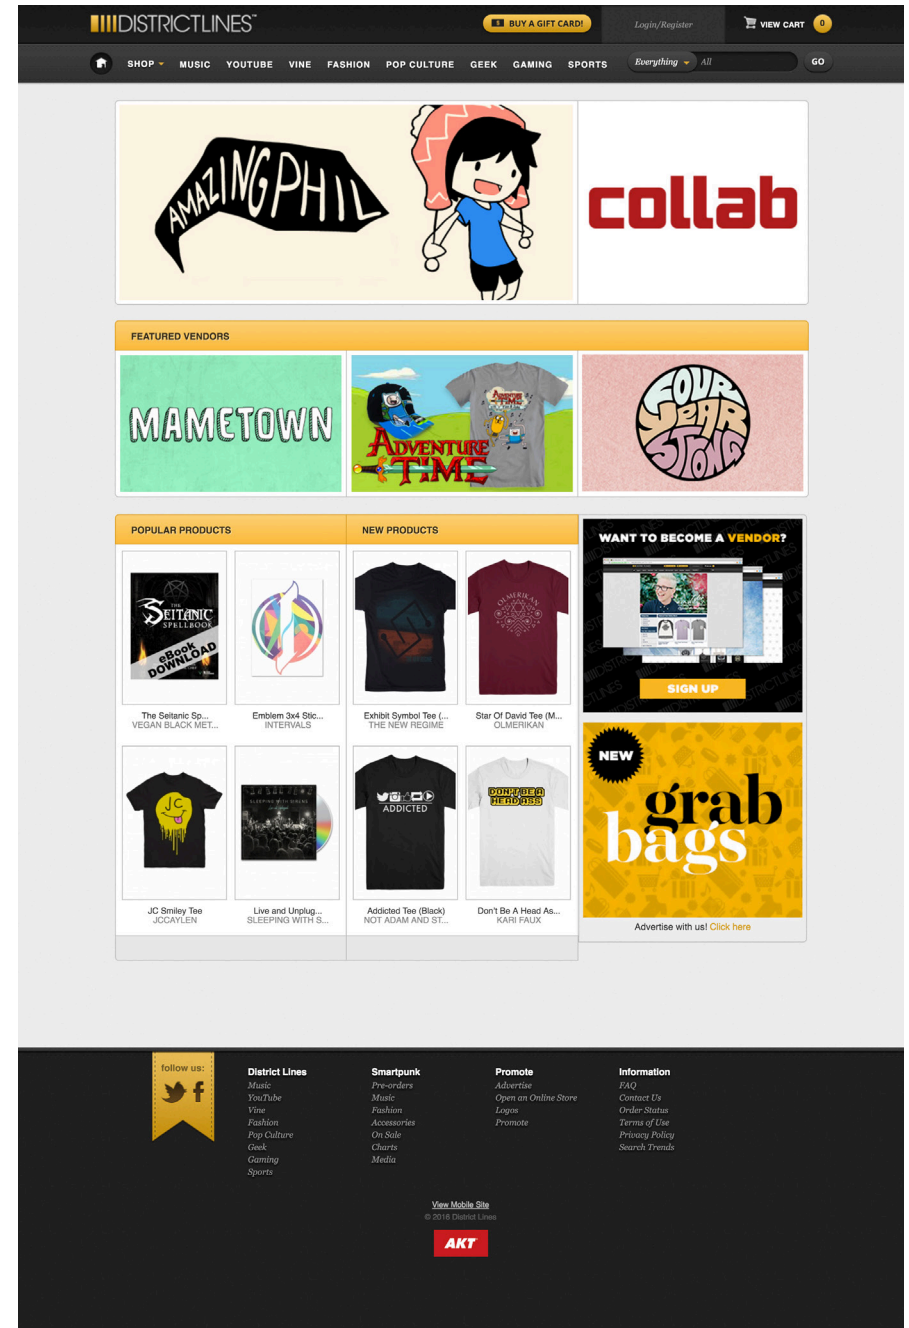 DISTRICTLINES™
BUY A GIFT CARD!
Login/Register
VIEW CART 0
SHOP MUSIC YOUTUBE VINE FASHION POP CULTURE GEEK GAMING SPORTS
Everything All GO
AMAZINGPHIL
collab
FEATURED VENDORS
MAMETOWN
ADVENTURE
TIME
ADVENTURE
TIME
FOUR
YEAR
STRONG
POPULAR PRODUCTS
THE
SEITANIC
SPELLBOOK
eBook
DOWNLOAD
The Seitanic Sp...
VEGAN BLACK MET...
Emblem 3x4 Stic...
INTERVALS
JC
JC Smiley Tee
JCCAYLEN
SLEEPING WITH SIRENS
Live and Unplug...
SLEEPING WITH S...
NEW PRODUCTS
Exhibit Symbol Tee (...
THE NEW REGIME
OLMERIKAN
Star Of David Tee (M...
OLMERIKAN
ADDICTED
Addicted Tee (Black)
NOT ADAM AND ST...
DON'T BE A
HEAD ASS
Don't Be A Head As...
KARI FAUX
WANT TO BECOME A VENDOR?
SIGN UP
NEW
grab
bags
Advertise with us! Click here
follow us:
District Lines
Music
YouTube
Vine
Fashion
Pop Culture
Geek
Gaming
Sports
Smartpunk
Pre-orders
Music
Fashion
Accessories
On Sale
Charts
Media
Promote
Advertise
Open an Online Store
Logos
Promote
Information
FAQ
Contact Us
Order Status
Terms of Use
Privacy Policy
Search Trends
View Mobile Site
© 2018 District Lines
AKT